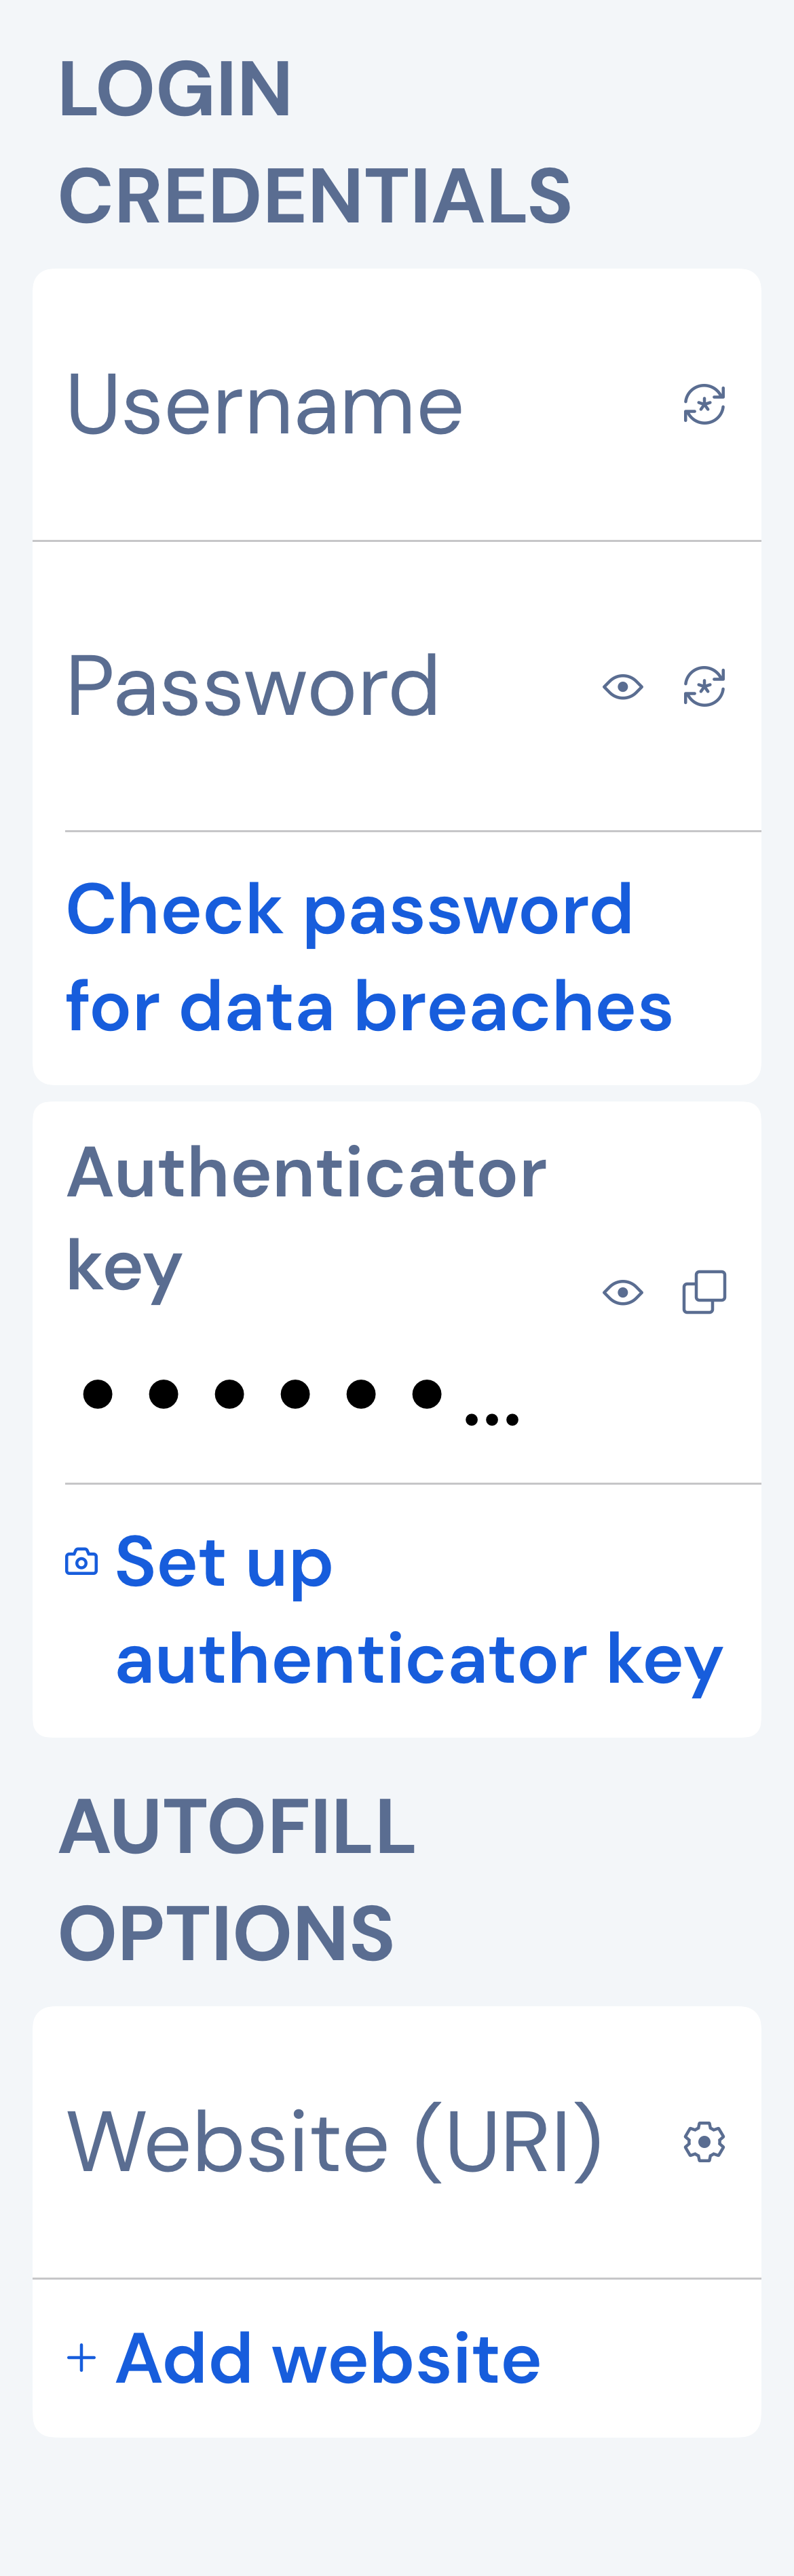 LOGIN
CREDENTIALS
Username
Password
Check password
for data breaches
Authenticator
key
••••••...
Set up
authenticator key
AUTOFILL
OPTIONS
Website (URI)
Add website